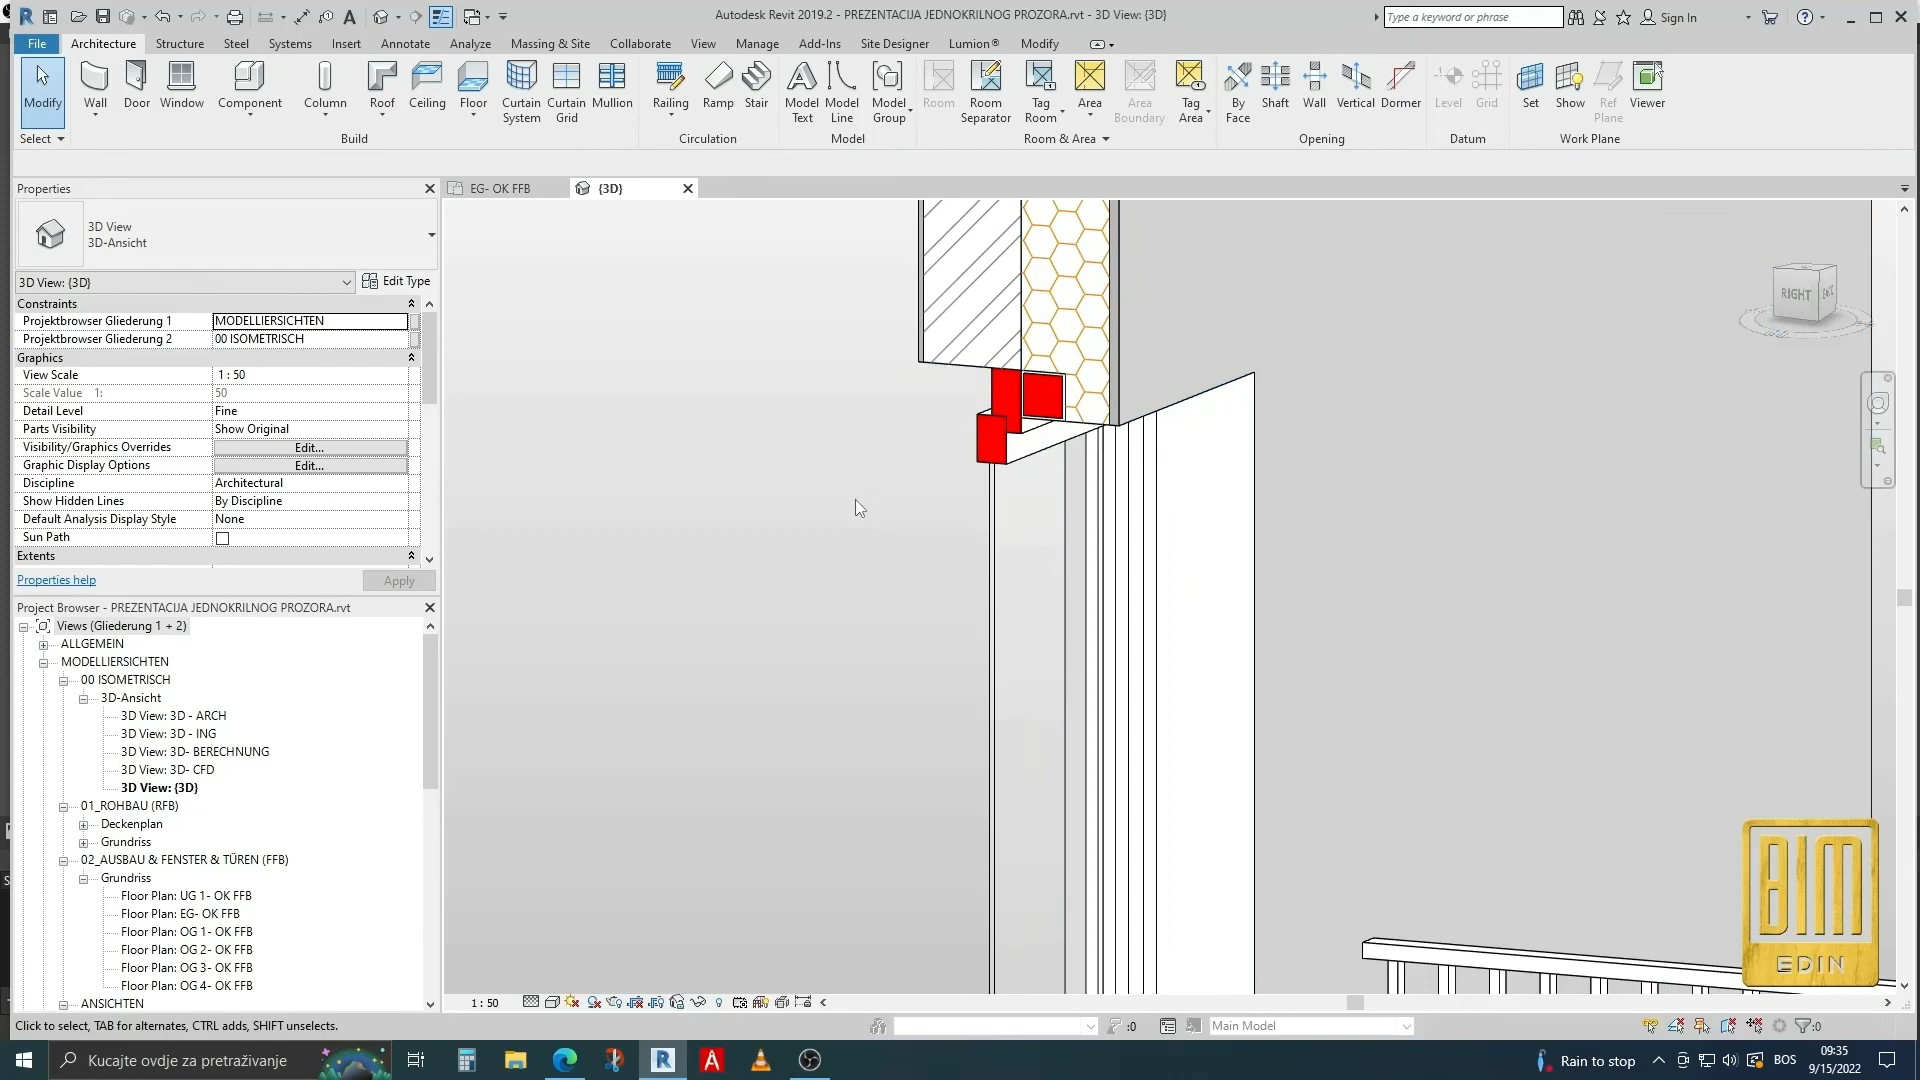 Autodesk Revit 2019.2 - PREZENTACIJA JEDNOKRILNOG PROZORA.rvt - 3D View: {3D}
Type a keyword or phrase
Sign In
File Architecture Structure Steel Systems Insert Annotate Analyze Massing & Site Collaborate View Manage Add-Ins Site Designer Lumion® Modify
Modify Wall Door Window Component Column Roof Ceiling Floor Curtain System Curtain Grid Mullion Railing Ramp Stair Model Text Model Line Model Group Room Room Separator Tag Room Area Area Boundary Tag Area By Face Shaft Wall Vertical Dormer Level Grid Set Show Ref Plane Viewer
Select Build Circulation Model Room & Area Opening Datum Work Plane
Properties
EG- OK FFB
{3D}
3D View
3D-Ansicht
3D View: {3D}
Edit Type
Constraints
Projektbrowser Gliederung 1 MODELLIERSICHTEN
Projektbrowser Gliederung 2 00 ISOMETRISCH
Graphics
View Scale 1 : 50
Scale Value 1: 50
Detail Level Fine
Parts Visibility Show Original
Visibility/Graphics Overrides Edit...
Graphic Display Options Edit...
Discipline Architectural
Show Hidden Lines By Discipline
Default Analysis Display Style None
Sun Path
Extents
Properties help
Apply
Project Browser - PREZENTACIJA JEDNOKRILNOG PROZORA.rvt
Views (Gliederung 1 + 2)
ALLGEMEIN
MODELLIERSICHTEN
00 ISOMETRISCH
3D-Ansicht
3D View: 3D - ARCH
3D View: 3D - ING
3D View: 3D- BERECHNUNG
3D View: 3D- CFD
3D View: {3D}
01_ROHBAU (RFB)
Deckenplan
Grundriss
02_AUSBAU & FENSTER & TÜREN (FFB)
Grundriss
Floor Plan: UG 1- OK FFB
Floor Plan: EG- OK FFB
Floor Plan: OG 1- OK FFB
Floor Plan: OG 2- OK FFB
Floor Plan: OG 3- OK FFB
Floor Plan: OG 4- OK FFB
ANSICHTEN
RIGHT
BIM
EDIN
1 : 50
Click to select, TAB for alternates, CTRL adds, SHIFT unselects.
:0
Main Model
:0
Kucajte ovdje za pretraživanje
Rain to stop
BOS
09:35
9/15/2022